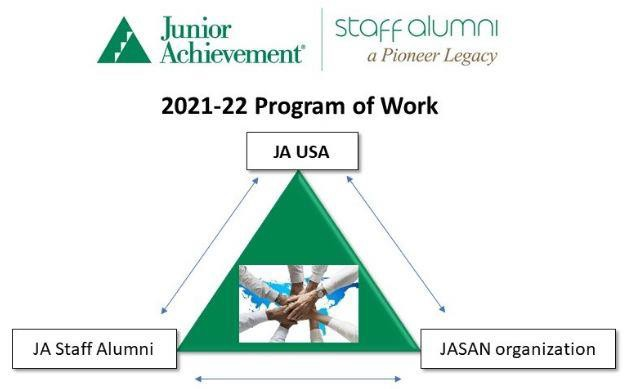 Junior
Achievement®
staff alumni
a Pioneer Legacy
2021-22 Program of Work
JA USA
JA Staff Alumni
JASAN organization